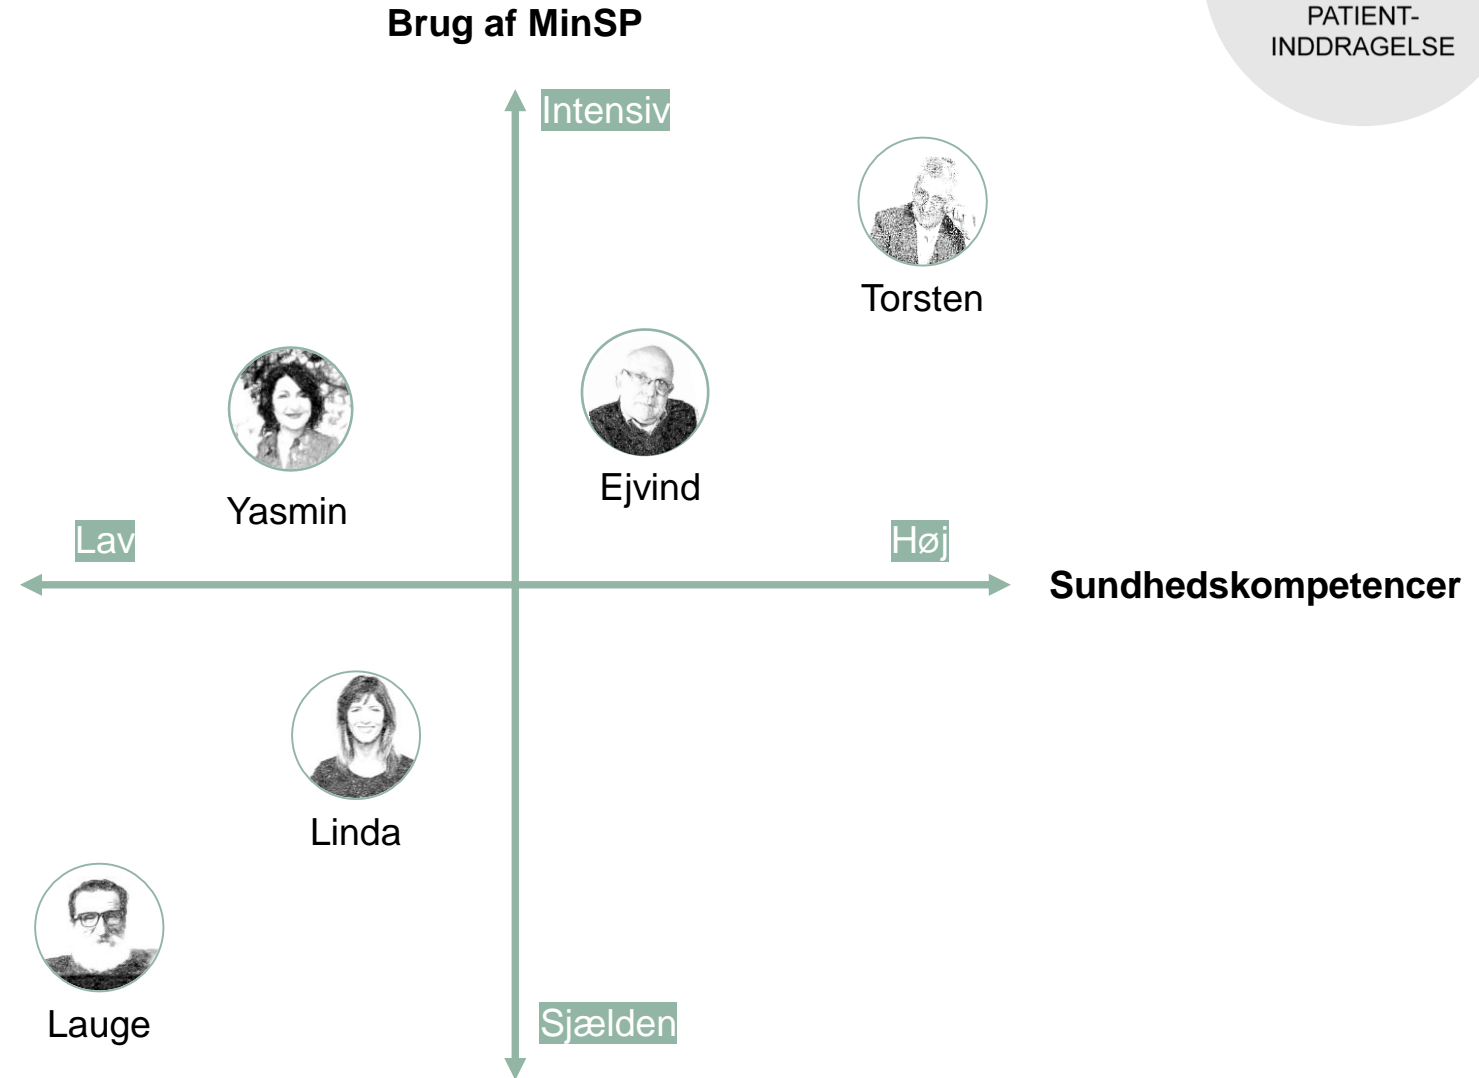 Brug af MinSP
PATIENT-
INDDRAGELSE
Intensiv
Torsten
Yasmin
Ejvind
Lav
Høj
Sundhedskompetencer
Linda
Lauge
Sjælden